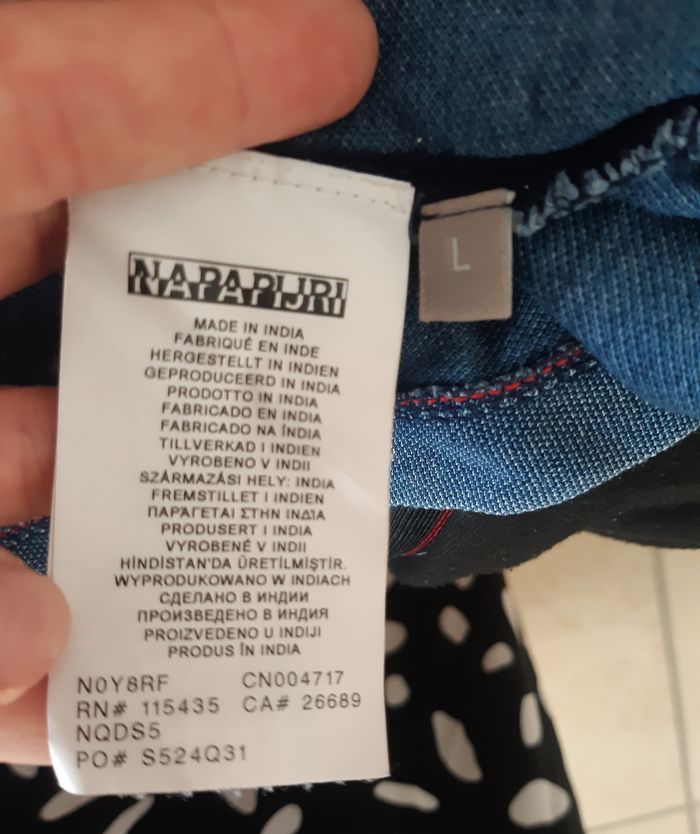 NAPAPIJRI
MADE IN INDIA
FABRIQUÉ EN INDE
HERGESTELLT IN INDIEN
GEPRODUCEERD IN INDIA
PRODOTTO IN INDIA
FABRICADO EN INDIA
FABRICADO NA ÍNDIA
TILLVERKAD I INDIEN
VYROBENO V INDII
SZÁRMAZÁSI HELY: INDIA
FREMSTILLET I INDIEN
ΠΑΡΑΓΕΤΑΙ ΣΤΗΝ ΙΝΔΙΑ
PRODUSERT I INDIA
VYROBENÉ V INDII
HİNDİSTAN'DA ÜRETİLMİŞTİR.
WYPRODUKOWANO W INDIACH
СДЕЛАНО В ИНДИИ
ПРОИЗВЕДЕНО В ИНДИЯ
PROIZVEDENO U INDIJI
PRODUS ÎN INDIA
N0Y8RF CN004717
RN# 115435 CA# 26689
NQDS5
PO# S524Q31
L